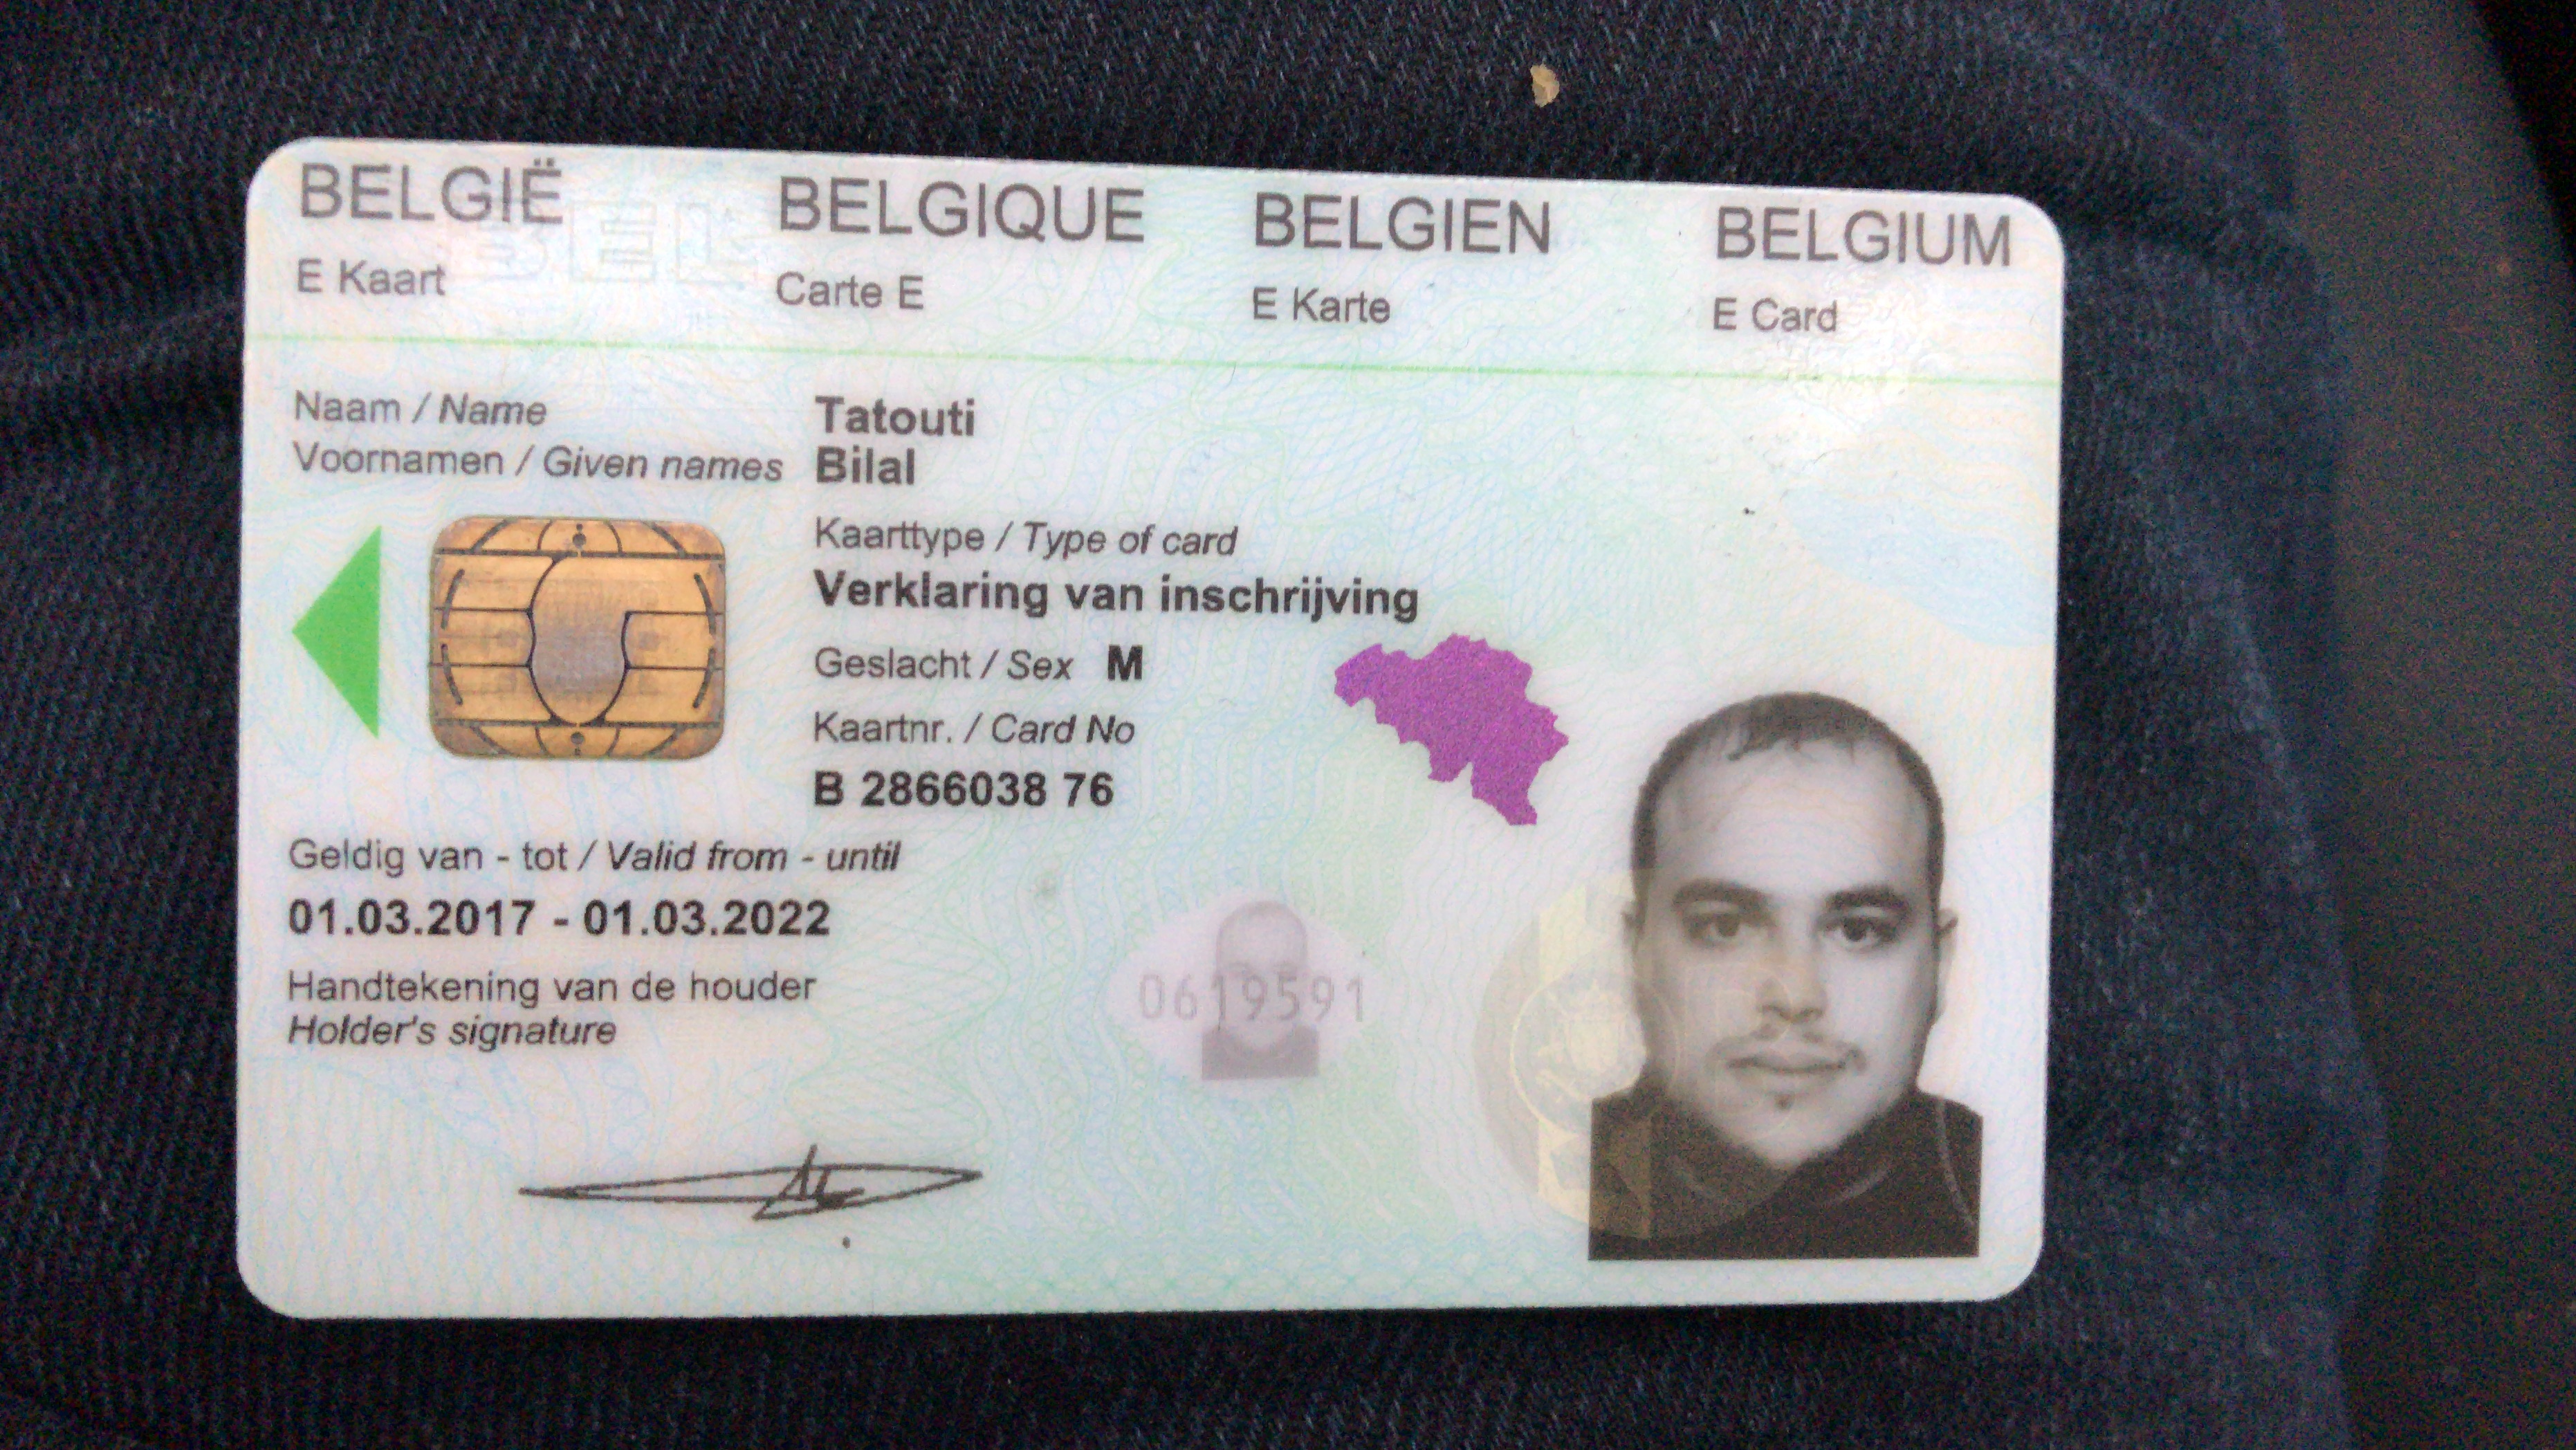 BELGIË BELGIQUE BELGIEN BELGIUM
E Kaart Carte E E Karte E Card
Naam / Name Tatouti
Voornamen / Given names Bilal
Kaarttype / Type of card
Verklaring van inschrijving
Geslacht / Sex M
Kaartnr. / Card No
B 2866038 76
Geldig van - tot / Valid from - until
01.03.2017 - 01.03.2022
0619591
Handtekening van de houder
Holder's signature